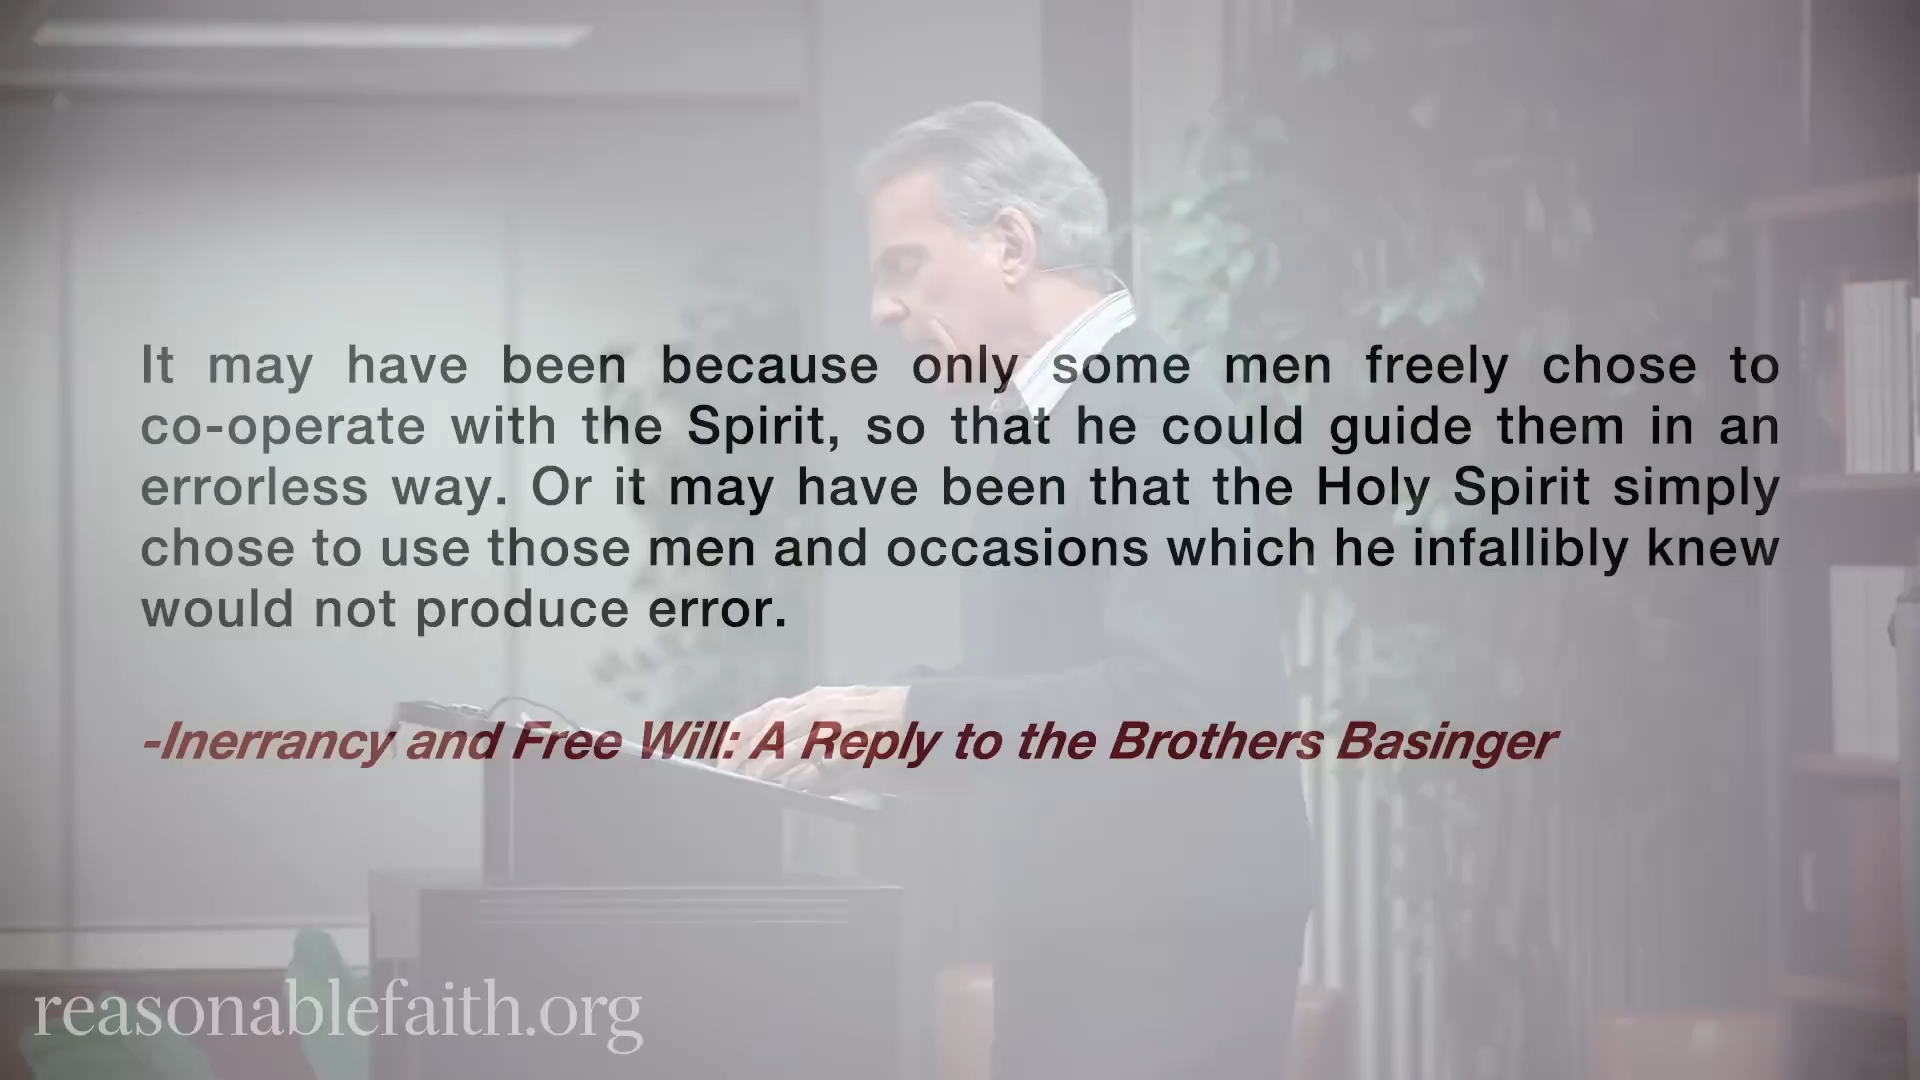 It may have been because only some men freely chose to
co-operate with the Spirit, so that he could guide them in an
errorless way. Or it may have been that the Holy Spirit simply
chose to use those men and occasions which he infallibly knew
would not produce error.
-Inerrancy and Free Will: A Reply to the Brothers Basinger
reasonablefaith.org